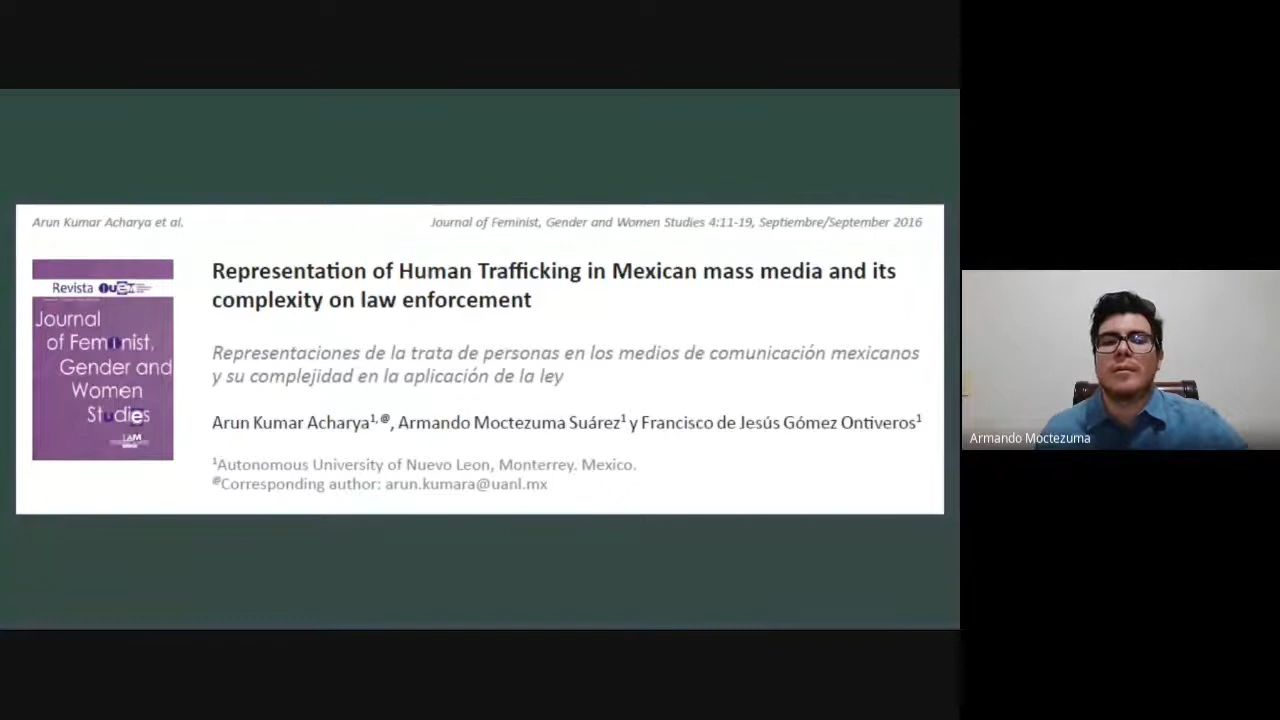 Arun Kumar Acharya et al.
Journal of Feminist, Gender and Women Studies 4:11-19, Septiembre/September 2016
Revista
Journal
of Feminist,
Gender and
Women
Studies
Representation of Human Trafficking in Mexican mass media and its
complexity on law enforcement
Representaciones de la trata de personas en los medios de comunicación mexicanos
y su complejidad en la aplicación de la ley
Arun Kumar Acharya¹,@, Armando Moctezuma Suárez¹ y Francisco de Jesús Gómez Ontiveros¹
¹Autonomous University of Nuevo Leon, Monterrey. Mexico.
@Corresponding author: arun.kumara@uanl.mx
Armando Moctezuma